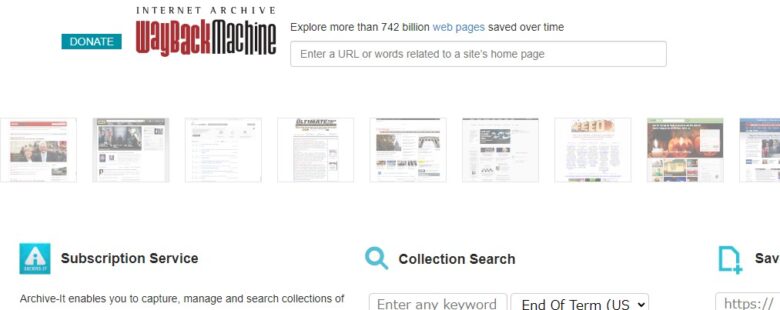 INTERNET ARCHIVE
DONATE
WayBackMachine
Explore more than 742 billion web pages saved over time
Enter a URL or words related to a site's home page
Subscription Service
Collection Search
Sav
ARCHIVE-IT
Archive-It enables you to capture, manage and search collections of
Enter any keyword
End Of Term (US
https://